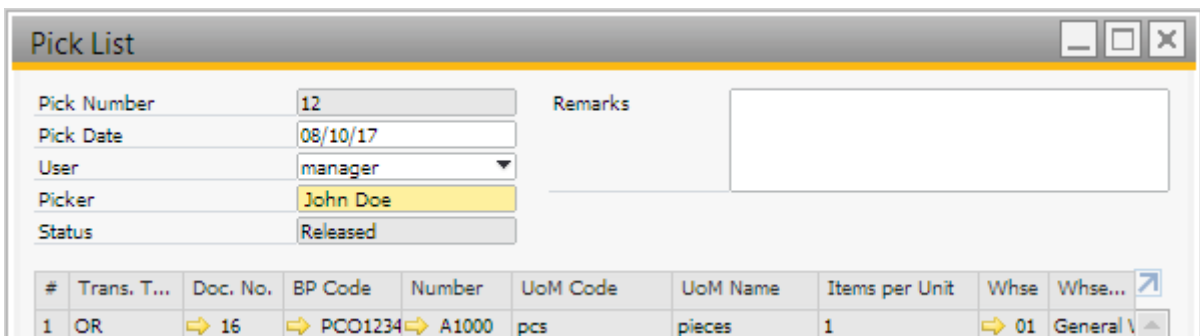 Pick List
Pick Number 12 Remarks
Pick Date 08/10/17
User manager
Picker John Doe
Status Released
# Trans. T... Doc. No. BP Code Number UoM Code UoM Name Items per Unit Whse Whse...
1 OR 16 PCO1234 A1000 pcs pieces 1 01 General